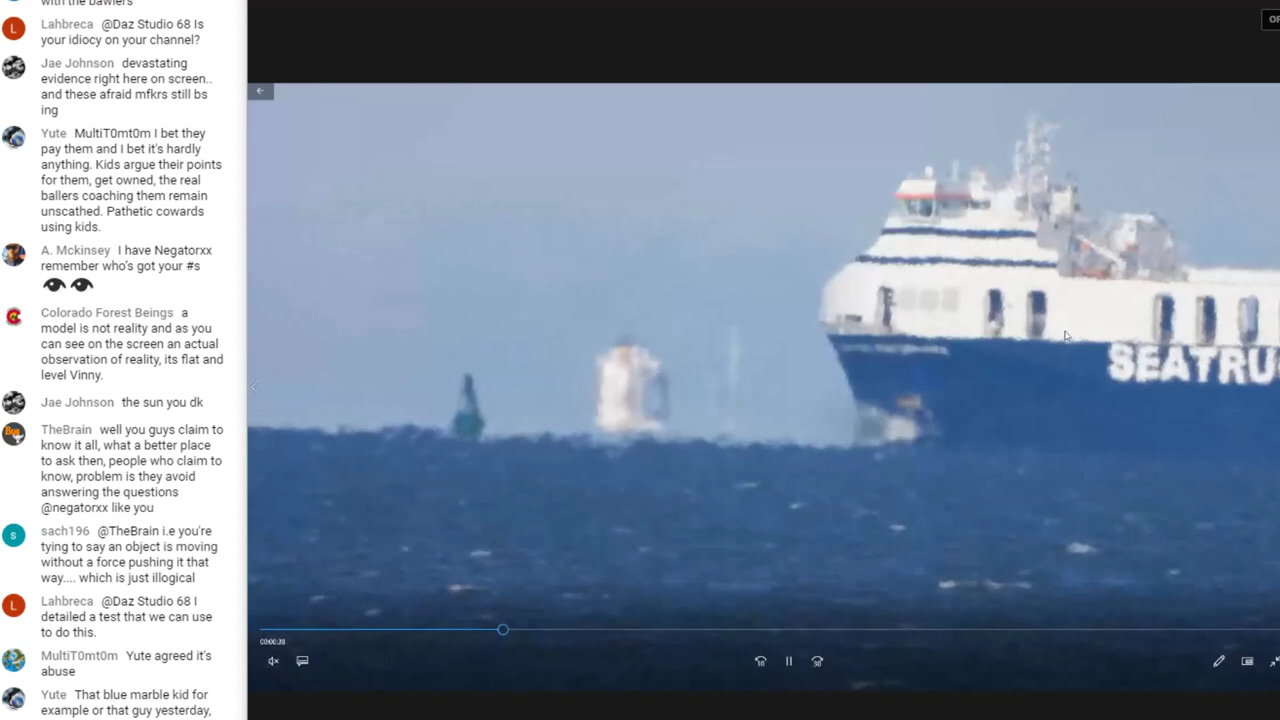 with the bawlers
Lahbreca @Daz Studio 68 Is
your idiocy on your channel?
Jae Johnson devastating
evidence right here on screen..
and these afraid mfkrs still bs
ing
Yute MultiT0mt0m I bet they
pay them and I bet it's hardly
anything. Kids argue their points
for them, get owned, the real
ballers coaching them remain
unscathed. Pathetic cowards
using kids.
A. Mckinsey I have Negatorxx
remember who's got your #s
Colorado Forest Beings a
model is not reality and as you
can see on the screen an actual
observation of reality, its flat and
level Vinny.
Jae Johnson the sun you dk
TheBrain well you guys claim to
know it all, what a better place
to ask then, people who claim to
know, problem is they avoid
answering the questions
@negatorxx like you
sach196 @TheBrain i.e you're
tying to say an object is moving
without a force pushing it that
way.... which is just illogical
Lahbreca @Daz Studio 68 I
detailed a test that we can use
to do this.
MultiT0mt0m Yute agreed it's
abuse
Yute That blue marble kid for
example or that guy yesterday,
SEATRU
00:00:30
10
30